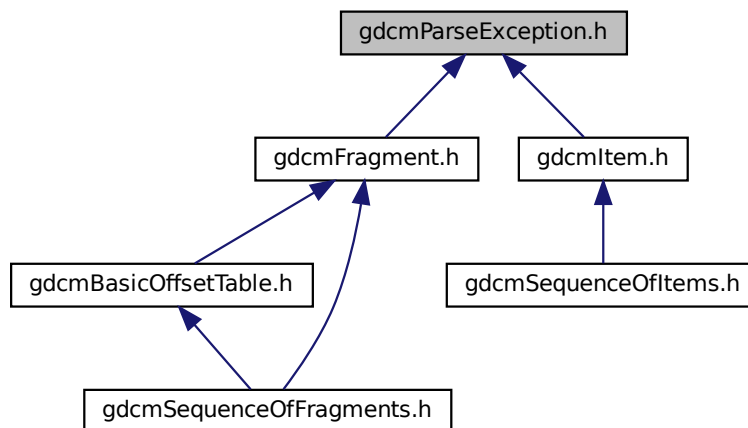 gdcmParseException.h
gdcmFragment.h
gdcmItem.h
gdcmBasicOffsetTable.h
gdcmSequenceOfItems.h
gdcmSequenceOfFragments.h